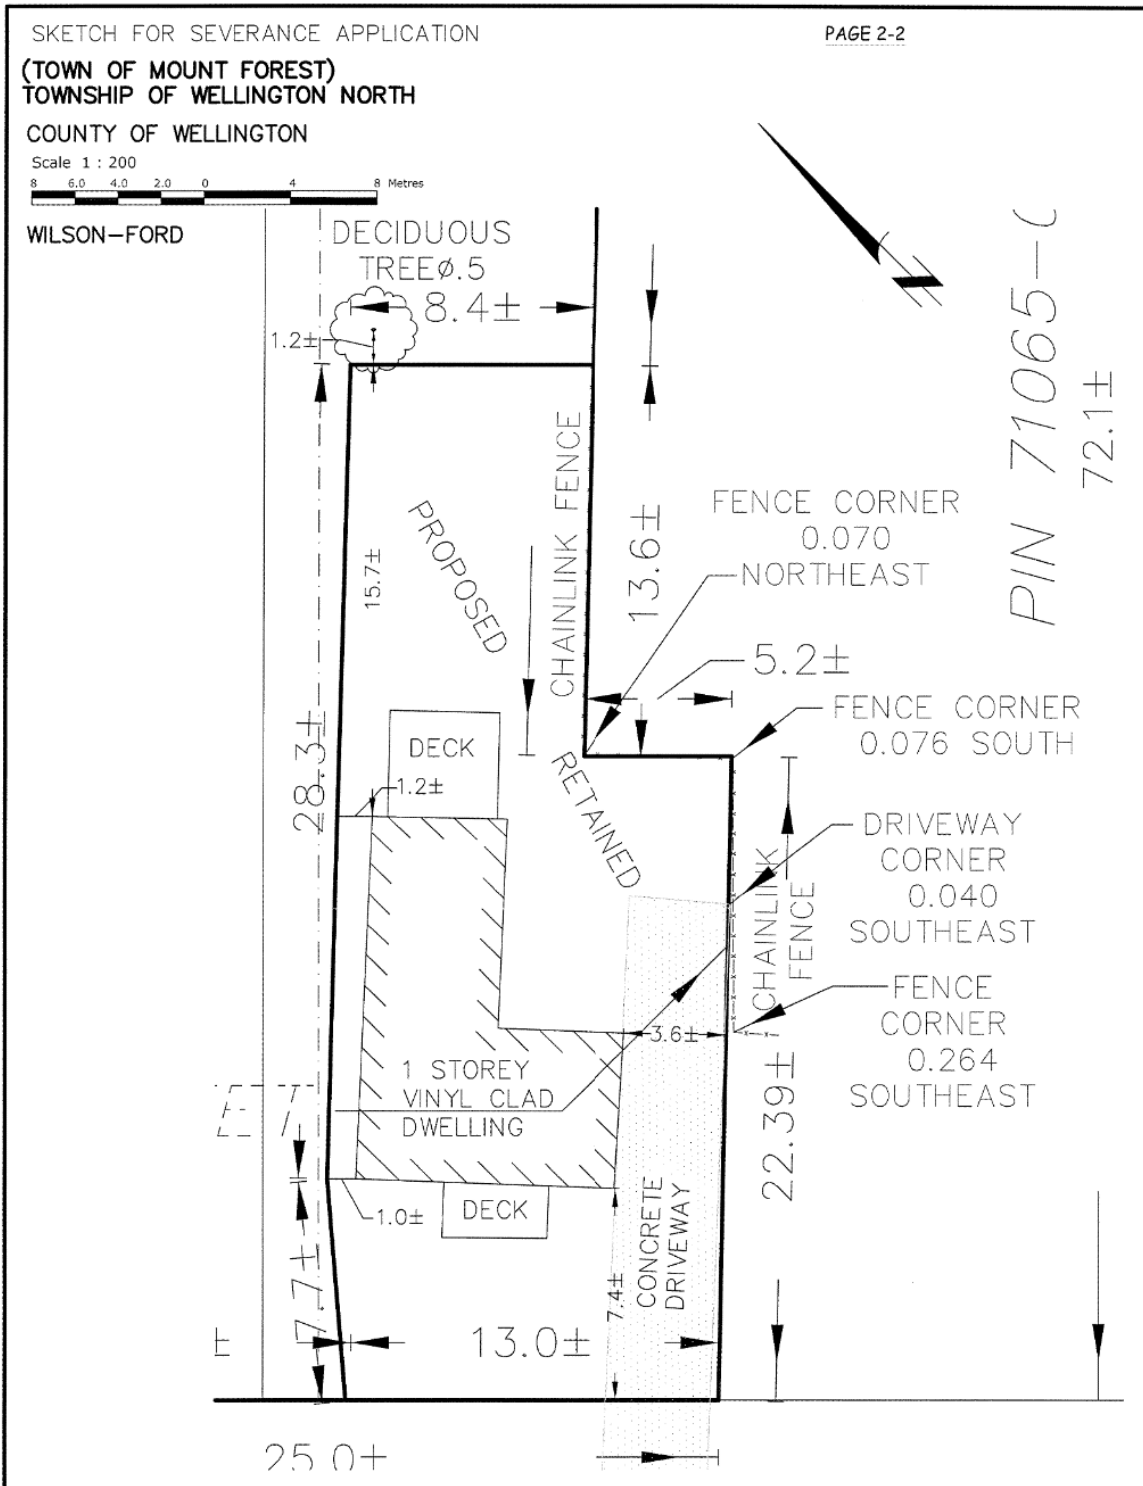 SKETCH FOR SEVERANCE APPLICATION
PAGE 2-2
(TOWN OF MOUNT FOREST)
TOWNSHIP OF WELLINGTON NORTH
COUNTY OF WELLINGTON
Scale 1 : 200
8 6.0 4.0 2.0 0 4 8 Metres
WILSON-FORD
DECIDUOUS
TREEø.5
8.4±
1.2±
PIN 71065-
72.1±
CHAINLINK FENCE
13.6±
FENCE CORNER
0.070
NORTHEAST
PROPOSED
15.7±
5.2±
28.3±
FENCE CORNER
0.076 SOUTH
DECK
1.2±
RETAINED
DRIVEWAY
CORNER
0.040
SOUTHEAST
CHAINLINK
FENCE
FENCE
CORNER
0.264
SOUTHEAST
3.6±
1 STOREY
VINYL CLAD
DWELLING
22.39±
1.0±
DECK
CONCRETE
DRIVEWAY
7.7±
7.4±
±
13.0±
25.0±